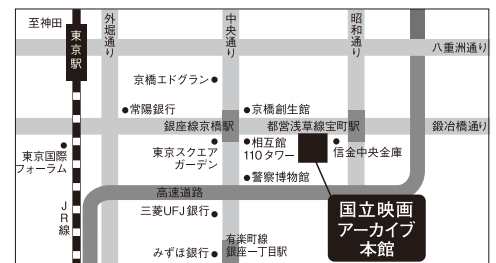 至神田
東京駅
外堀通り
中央通り
昭和通り
八重洲通り
京橋エドグラン
常陽銀行
京橋創生館
銀座線京橋駅
都営浅草線宝町駅
鍛冶橋通り
東京国際
フォーラム
東京スクエア
ガーデン
相互館
110タワー
信金中央金庫
警察博物館
高速道路
JR線
三菱UFJ銀行
国立映画
アーカイブ
本館
みずほ銀行
有楽町線
銀座一丁目駅